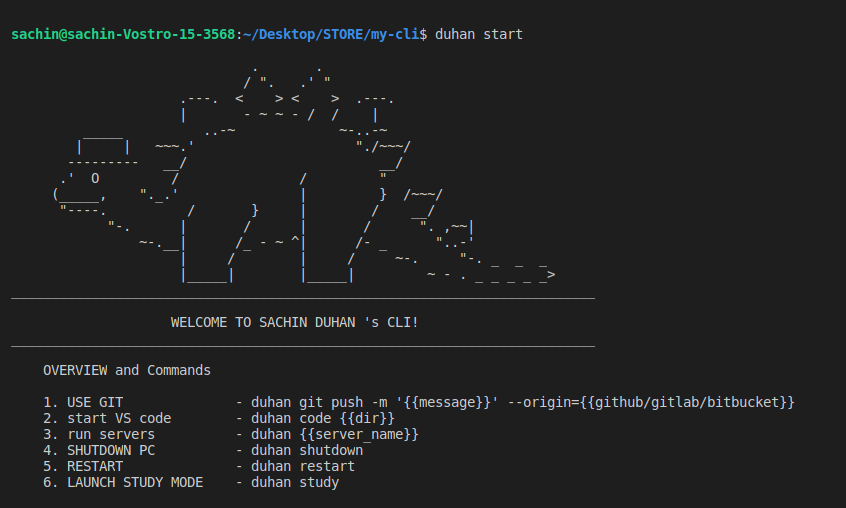 sachin@sachin-Vostro-15-3568:~/Desktop/STORE/my-cli$ duhan start
WELCOME TO SACHIN DUHAN 's CLI!
OVERVIEW and Commands
1. USE GIT - duhan git push -m '{{message}}' --origin={{github/gitlab/bitbucket}}
2. start VS code - duhan code {{dir}}
3. run servers - duhan {{server_name}}
4. SHUTDOWN PC - duhan shutdown
5. RESTART - duhan restart
6. LAUNCH STUDY MODE - duhan study